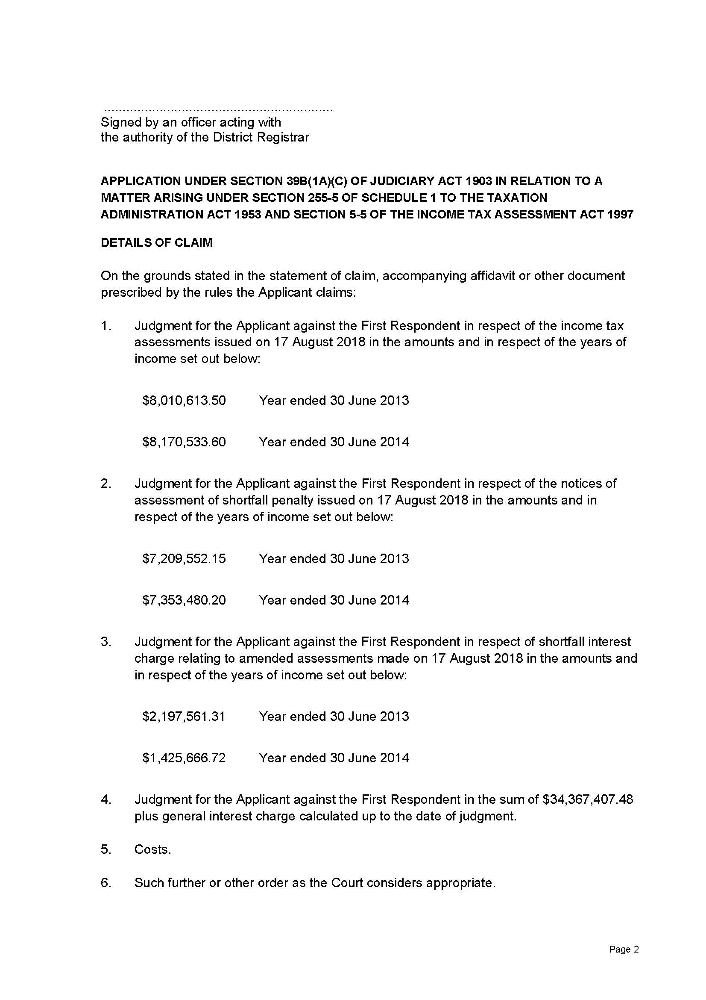 ..............................................................
Signed by an officer acting with
the authority of the District Registrar
APPLICATION UNDER SECTION 39B(1A)(C) OF JUDICIARY ACT 1903 IN RELATION TO A
MATTER ARISING UNDER SECTION 255-5 OF SCHEDULE 1 TO THE TAXATION
ADMINISTRATION ACT 1953 AND SECTION 5-5 OF THE INCOME TAX ASSESSMENT ACT 1997
DETAILS OF CLAIM
On the grounds stated in the statement of claim, accompanying affidavit or other document
prescribed by the rules the Applicant claims:
1. Judgment for the Applicant against the First Respondent in respect of the income tax
assessments issued on 17 August 2018 in the amounts and in respect of the years of
income set out below:
$8,010,613.50 Year ended 30 June 2013
$8,170,533.60 Year ended 30 June 2014
2. Judgment for the Applicant against the First Respondent in respect of the notices of
assessment of shortfall penalty issued on 17 August 2018 in the amounts and in
respect of the years of income set out below:
$7,209,552.15 Year ended 30 June 2013
$7,353,480.20 Year ended 30 June 2014
3. Judgment for the Applicant against the First Respondent in respect of shortfall interest
charge relating to amended assessments made on 17 August 2018 in the amounts and
in respect of the years of income set out below:
$2,197,561.31 Year ended 30 June 2013
$1,425,666.72 Year ended 30 June 2014
4. Judgment for the Applicant against the First Respondent in the sum of $34,367,407.48
plus general interest charge calculated up to the date of judgment.
5. Costs.
6. Such further or other order as the Court considers appropriate.
Page 2